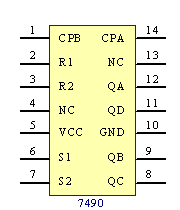 1 CPB CPA 14
2 R1 NC 13
3 R2 QA 12
4 NC QD 11
5 VCC GND 10
6 S1 QB 9
7 S2 QC 8
7490